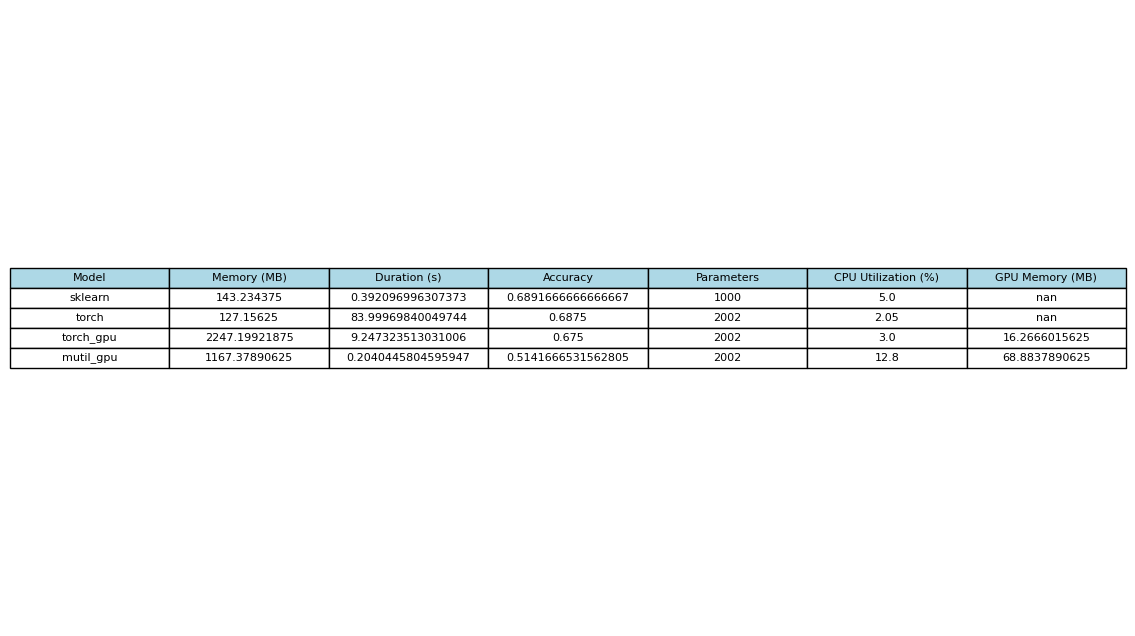 Model Memory (MB) Duration (s) Accuracy Parameters CPU Utilization (%) GPU Memory (MB)
sklearn 143.234375 0.392096996307373 0.6891666666666667 1000 5.0 nan
torch 127.15625 83.99969840049744 0.6875 2002 2.05 nan
torch_gpu 2247.19921875 9.247323513031006 0.675 2002 3.0 16.2666015625
mutil_gpu 1167.37890625 0.2040445804595947 0.5141666531562805 2002 12.8 68.8837890625